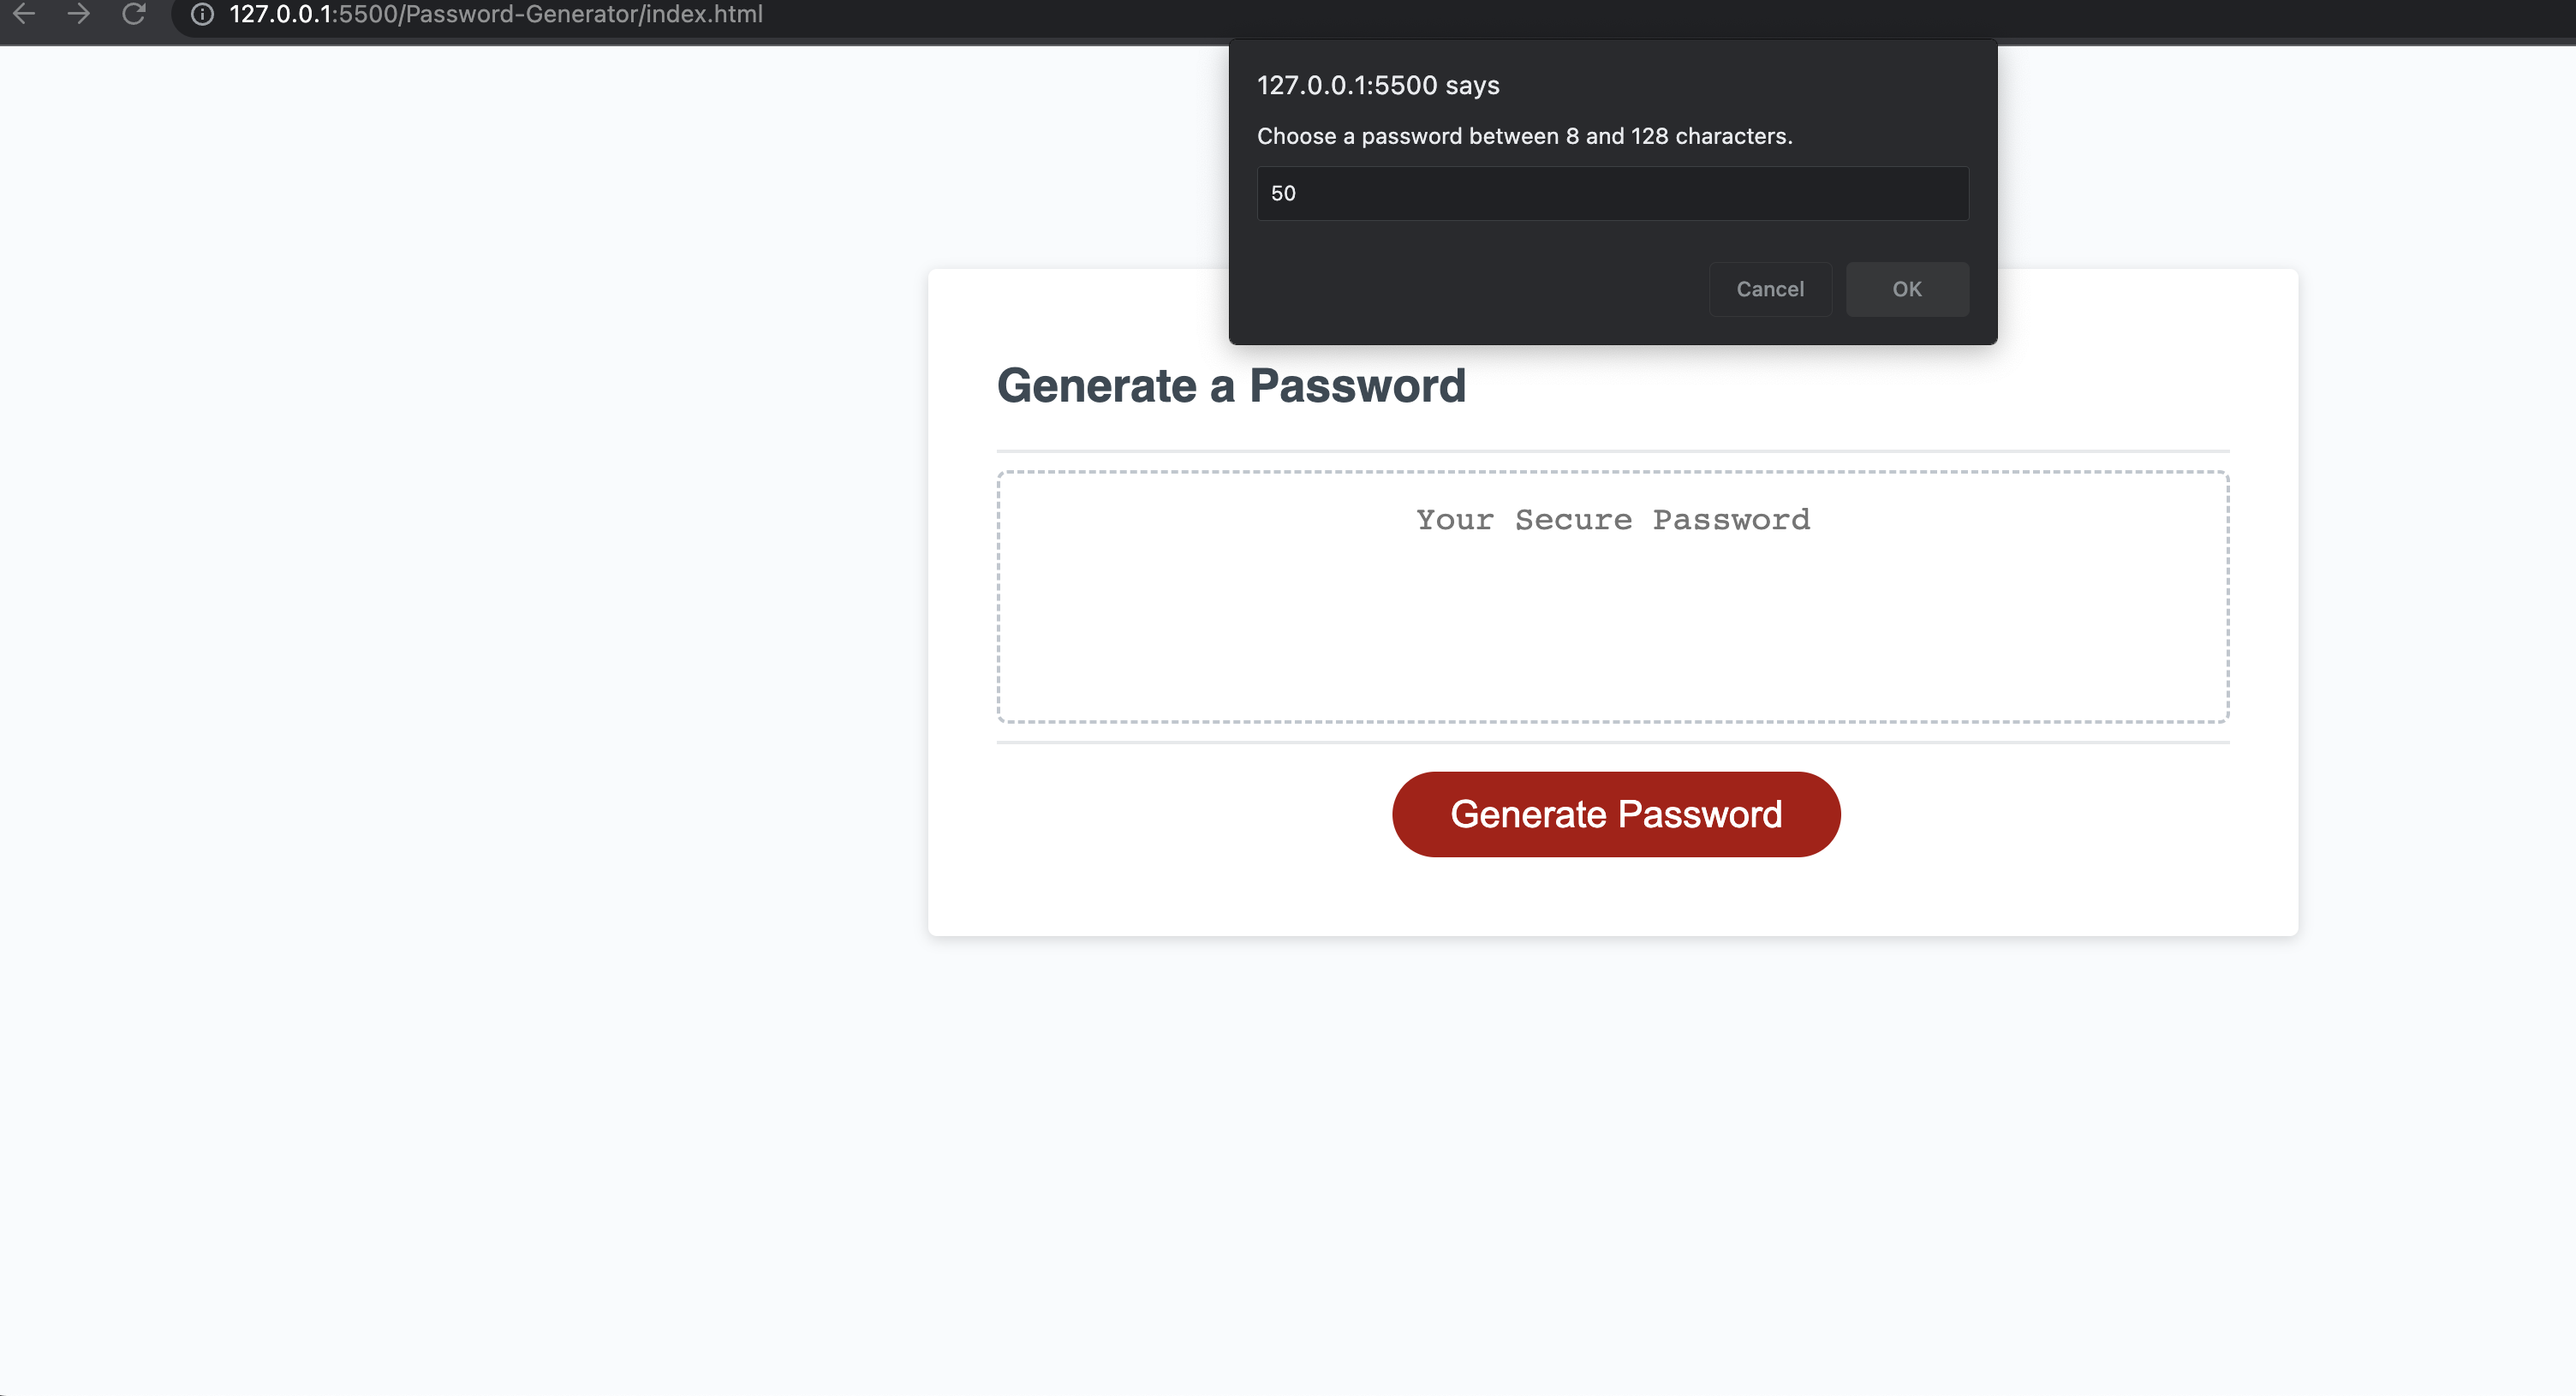 127.0.0.1:5500/Password-Generator/index.html
127.0.0.1:5500 says
Choose a password between 8 and 128 characters.
50
Cancel OK
Generate a Password
Your Secure Password
Generate Password